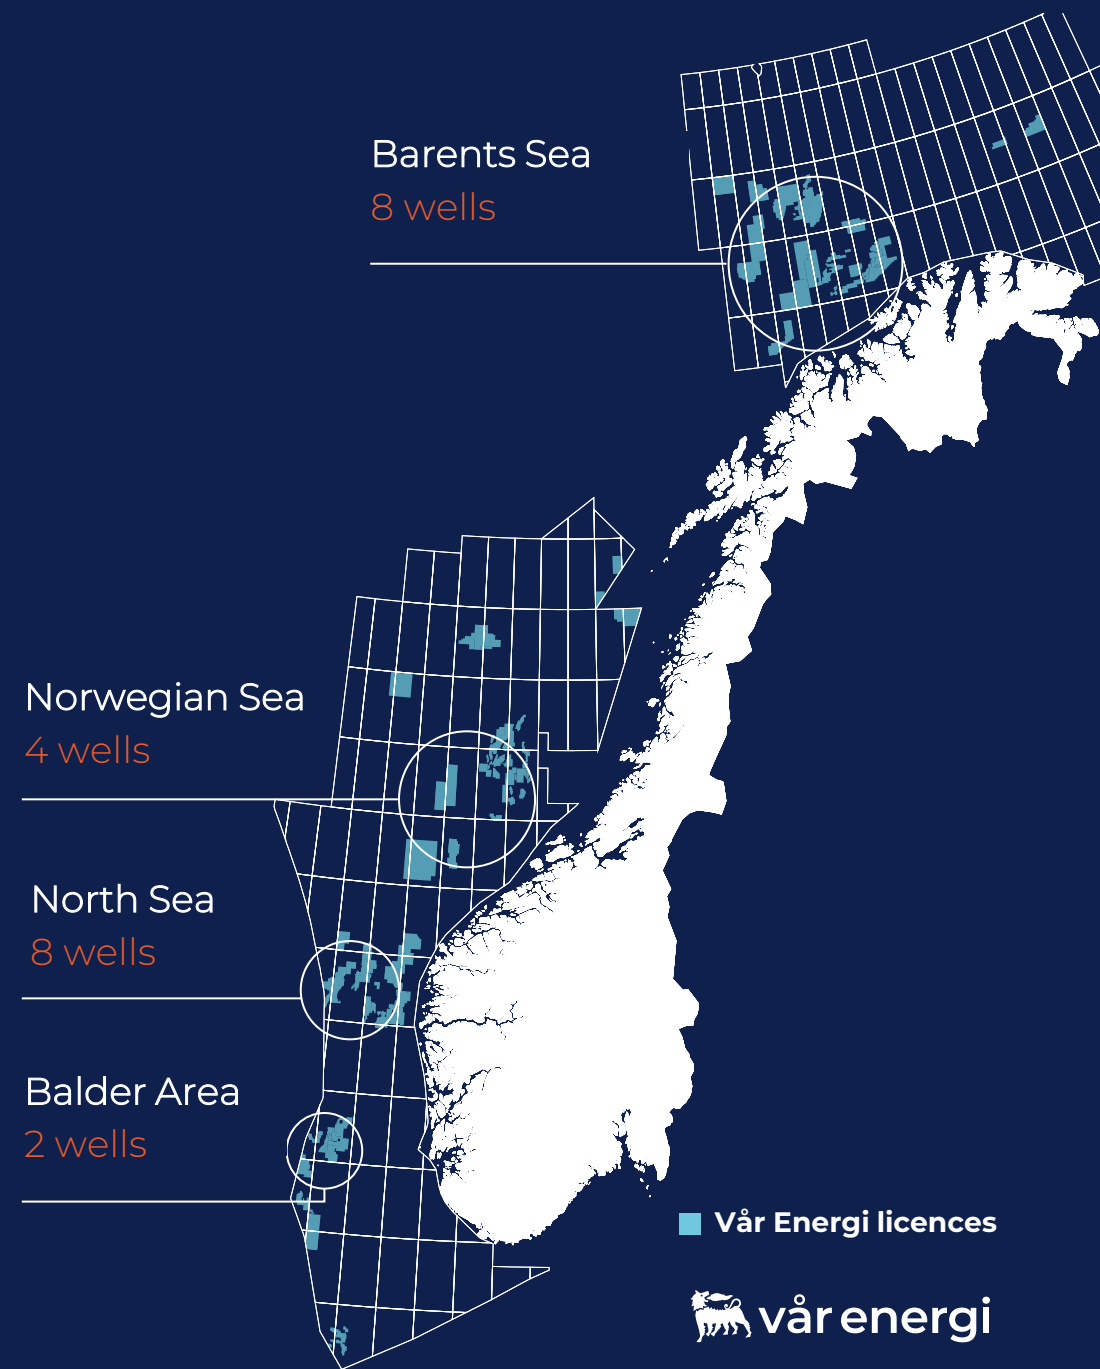 Barents Sea
8 wells
Norwegian Sea
4 wells
North Sea
8 wells
Balder Area
2 wells
Vår Energi licences
vår energi